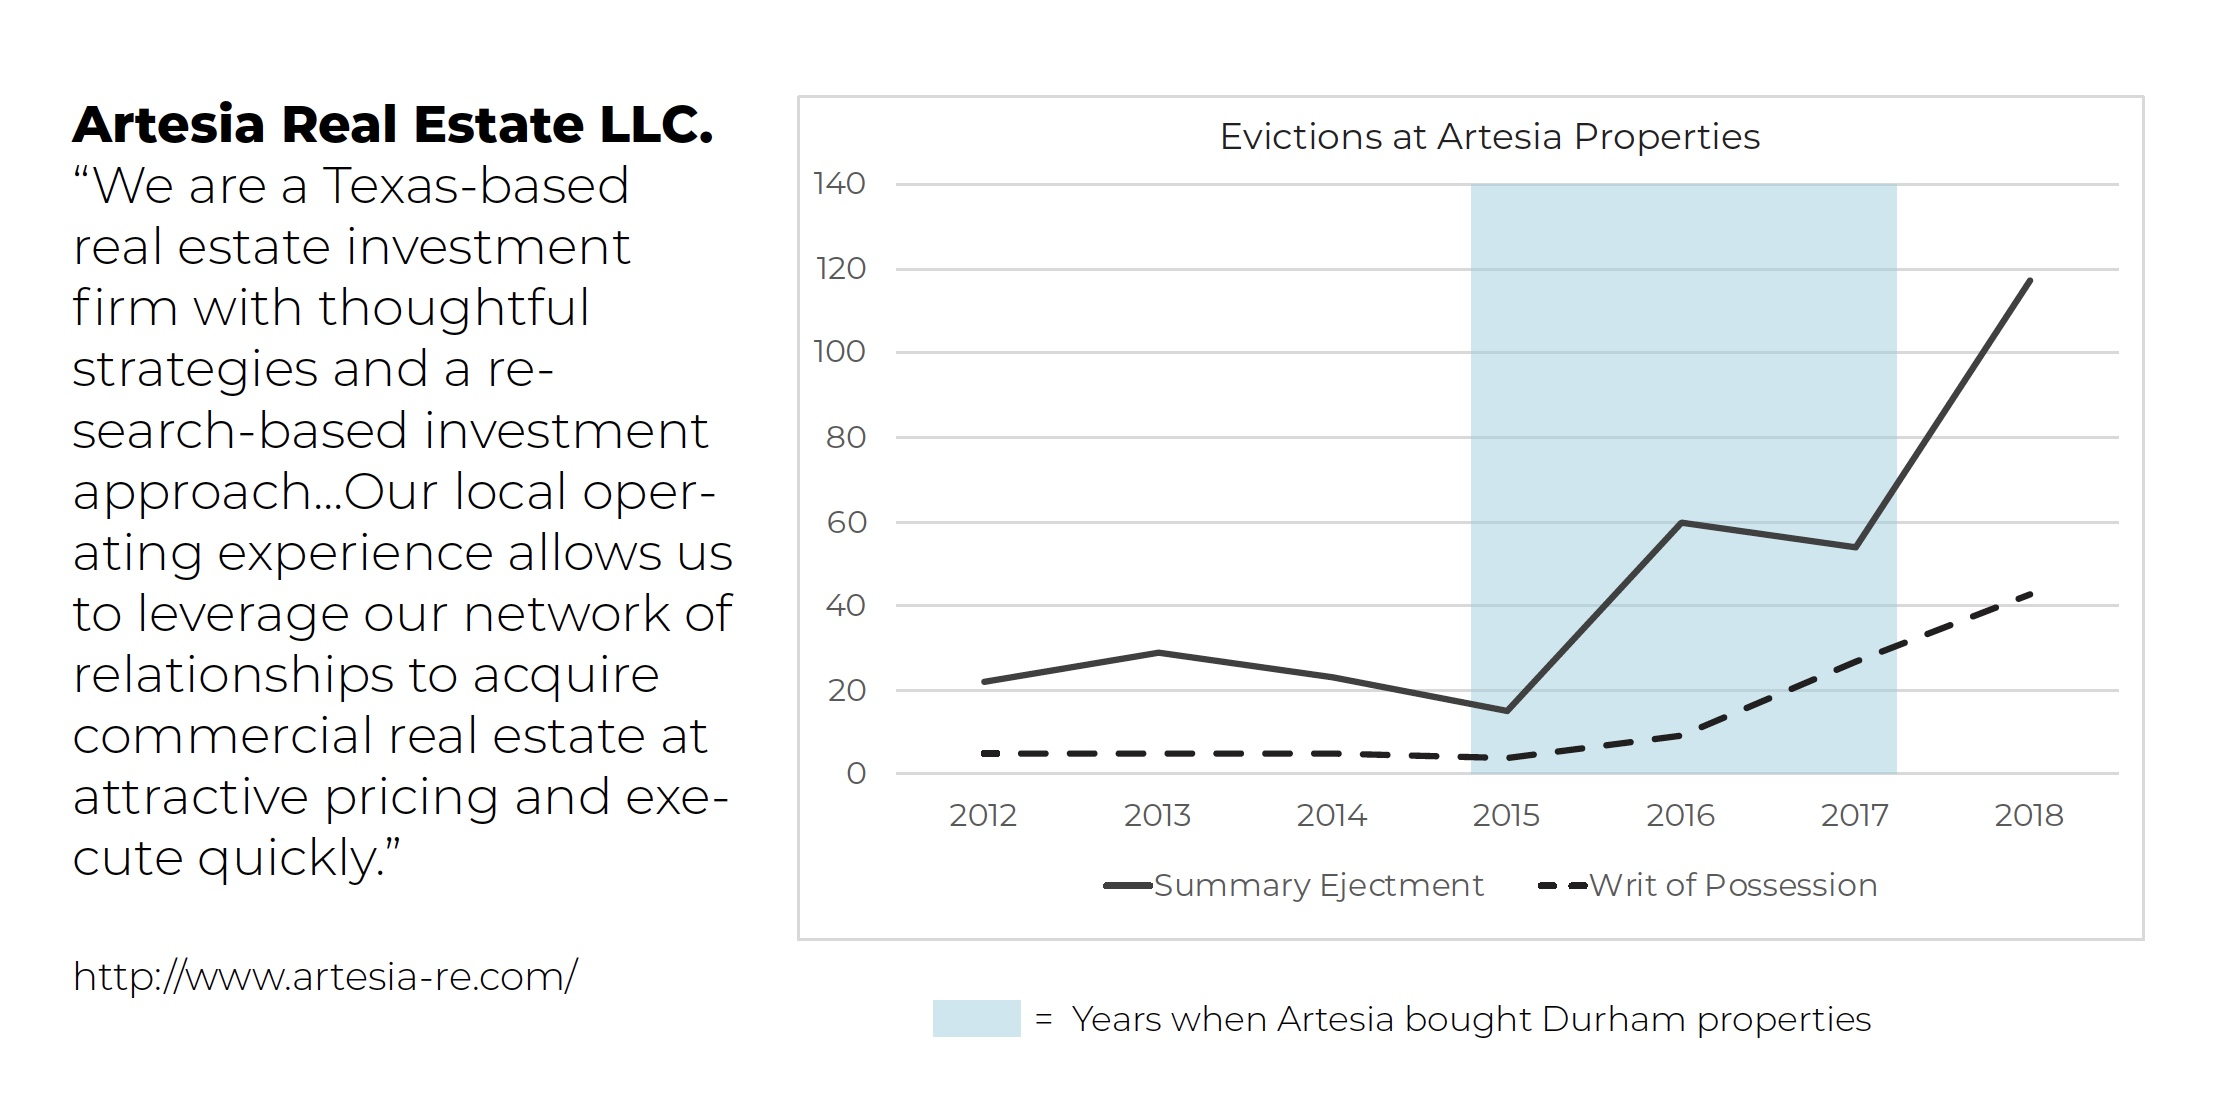 Artesia Real Estate LLC.
“We are a Texas-based
real estate investment
firm with thoughtful
strategies and a re-
search-based investment
approach...Our local oper-
ating experience allows us
to leverage our network of
relationships to acquire
commercial real estate at
attractive pricing and exe-
cute quickly.”
http://www.artesia-re.com/
Evictions at Artesia Properties
140
120
100
80
60
40
20
0
2012 2013 2014 2015 2016 2017 2018
Summary Ejectment Writ of Possession
= Years when Artesia bought Durham properties